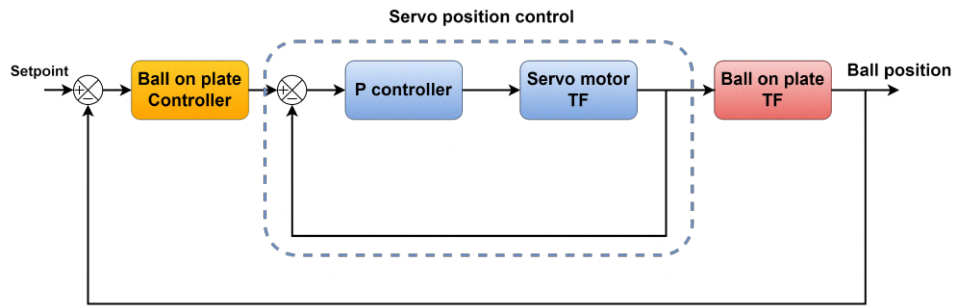 Servo position control
Setpoint
Ball on plate
Controller
P controller
Servo motor
TF
Ball on plate
TF
Ball position